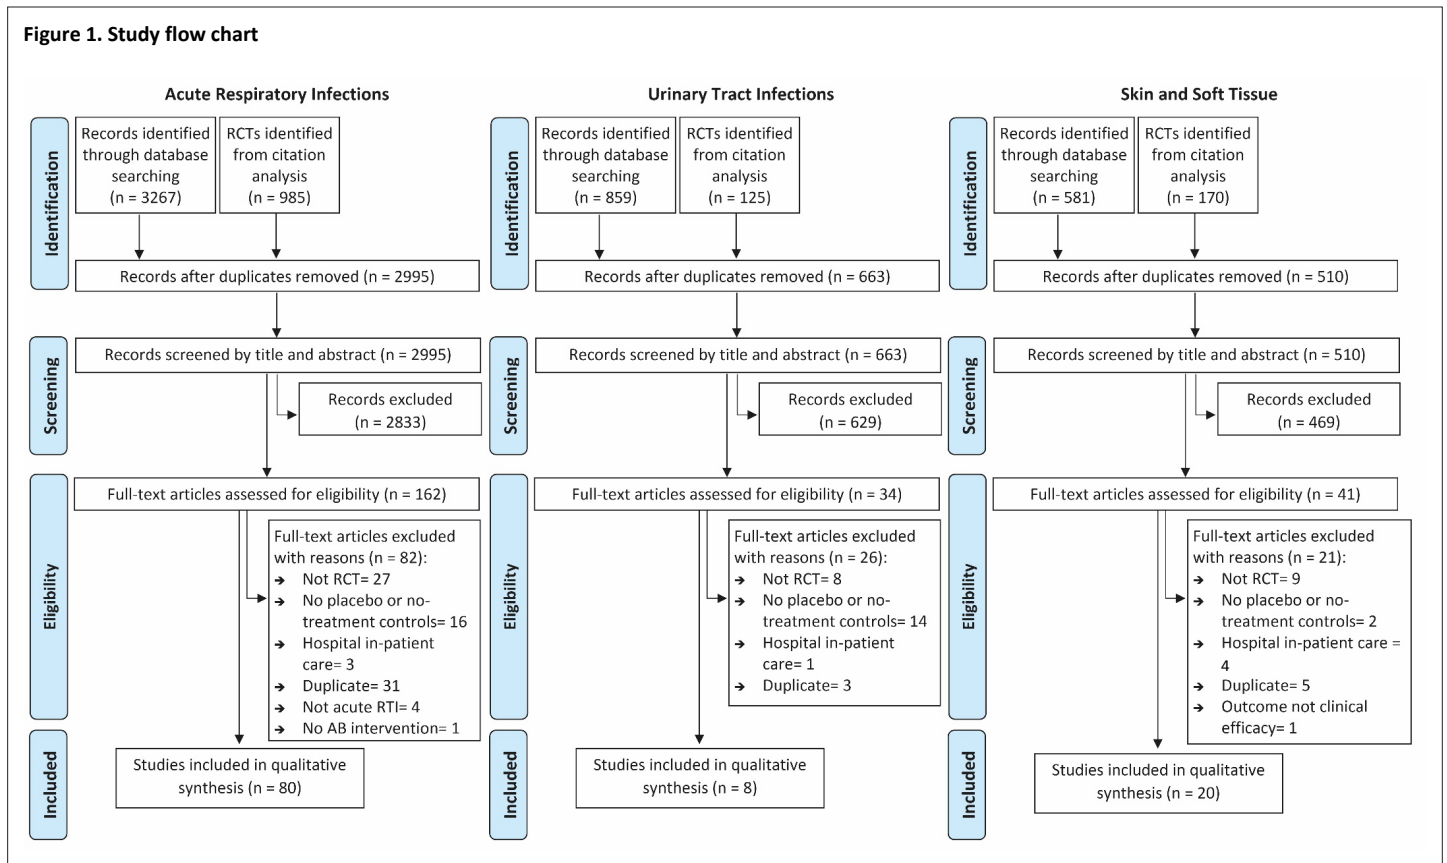 Figure 1. Study flow chart
Acute Respiratory Infections
Identification
Records identified
through database
searching
(n = 3267)
RCTs identified
from citation
analysis
(n = 985)
Records after duplicates removed (n = 2995)
Screening
Records screened by title and abstract (n = 2995)
Records excluded
(n = 2833)
Eligibility
Full-text articles assessed for eligibility (n = 162)
Full-text articles excluded
with reasons (n = 82):
➔ Not RCT= 27
➔ No placebo or no-
treatment controls= 16
➔ Hospital in-patient
care= 3
➔ Duplicate= 31
➔ Not acute RTI= 4
➔ No AB intervention= 1
Included
Studies included in qualitative
synthesis (n = 80)
Urinary Tract Infections
Identification
Records identified
through database
searching
(n = 859)
RCTs identified
from citation
analysis
(n = 125)
Records after duplicates removed (n = 663)
Screening
Records screened by title and abstract (n = 663)
Records excluded
(n = 629)
Eligibility
Full-text articles assessed for eligibility (n = 34)
Full-text articles excluded
with reasons (n = 26):
➔ Not RCT= 8
➔ No placebo or no-
treatment controls= 14
➔ Hospital in-patient
care= 1
➔ Duplicate= 3
Included
Studies included in qualitative
synthesis (n = 8)
Skin and Soft Tissue
Identification
Records identified
through database
searching
(n = 581)
RCTs identified
from citation
analysis
(n = 170)
Records after duplicates removed (n = 510)
Screening
Records screened by title and abstract (n = 510)
Records excluded
(n = 469)
Eligibility
Full-text articles assessed for eligibility (n = 41)
Full-text articles excluded
with reasons (n = 21):
➔ Not RCT= 9
➔ No placebo or no-
treatment controls= 2
➔ Hospital in-patient care =
4
➔ Duplicate= 5
➔ Outcome not clinical
efficacy= 1
Included
Studies included in qualitative
synthesis (n = 20)